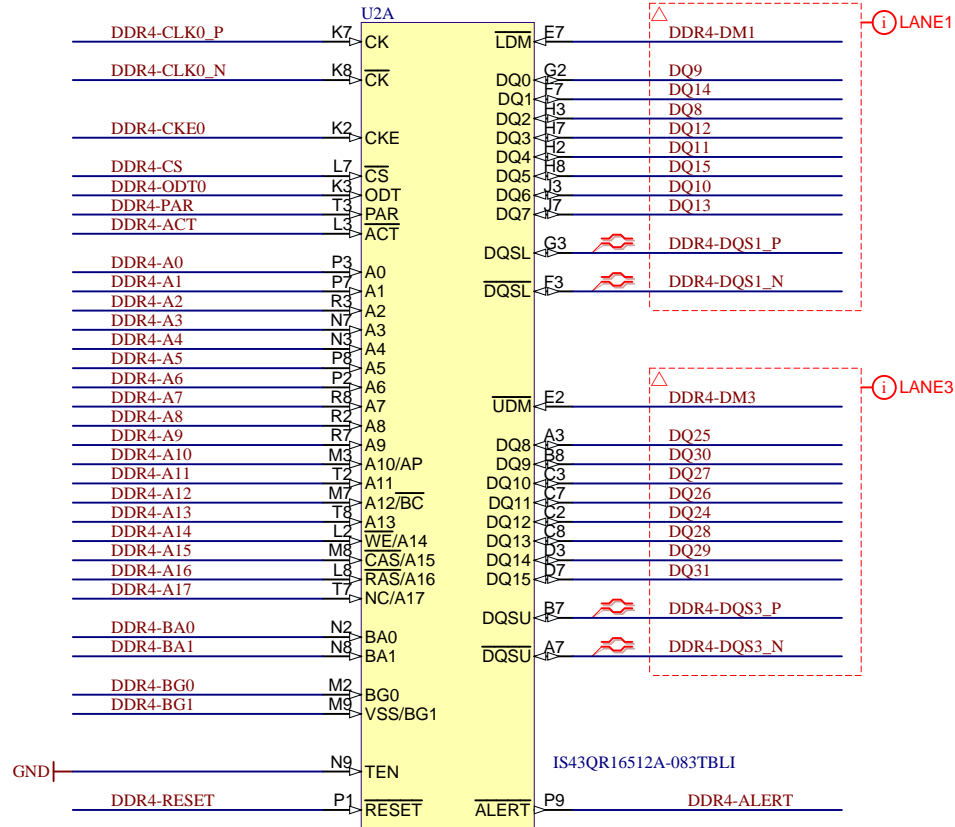 U2A
DDR4-CLK0_P K7 CK LDM E7 DDR4-DM1 i LANE1
DDR4-CLK0_N K8 CK DQ0 G2 DQ9
DQ1 F7 DQ14
DQ2 H3 DQ8
DDR4-CKE0 K2 CKE DQ3 H7 DQ12
DQ4 H2 DQ11
DDR4-CS L7 CS DQ5 H8 DQ15
DDR4-ODT0 K3 ODT DQ6 J3 DQ10
DDR4-PAR T3 PAR DQ7 J7 DQ13
DDR4-ACT L3 ACT
DQSL G3 DDR4-DQS1_P
DDR4-A0 P3 A0
DDR4-A1 P7 A1 DQSL F3 DDR4-DQS1_N
DDR4-A2 R3 A2
DDR4-A3 N7 A3
DDR4-A4 N3 A4
DDR4-A5 P8 A5
DDR4-A6 P2 A6 i LANE3
DDR4-A7 R8 A7 UDM E2 DDR4-DM3
DDR4-A8 R2 A8
DDR4-A9 R7 A9 DQ8 A3 DQ25
DDR4-A10 M3 A10/AP DQ9 B8 DQ30
DDR4-A11 T2 A11 DQ10 C3 DQ27
DDR4-A12 M7 A12/BC DQ11 C7 DQ26
DDR4-A13 T8 A13 DQ12 C2 DQ24
DDR4-A14 L2 WE/A14 DQ13 C8 DQ28
DDR4-A15 M8 CAS/A15 DQ14 D3 DQ29
DDR4-A16 L8 RAS/A16 DQ15 D7 DQ31
DDR4-A17 T7 NC/A17
DQSU B7 DDR4-DQS3_P
DDR4-BA0 N2 BA0
DDR4-BA1 N8 BA1 DQSU A7 DDR4-DQS3_N
DDR4-BG0 M2 BG0
DDR4-BG1 M9 VSS/BG1
GND N9 TEN IS43QR16512A-083TBLI
DDR4-RESET P1 RESET ALERT P9 DDR4-ALERT